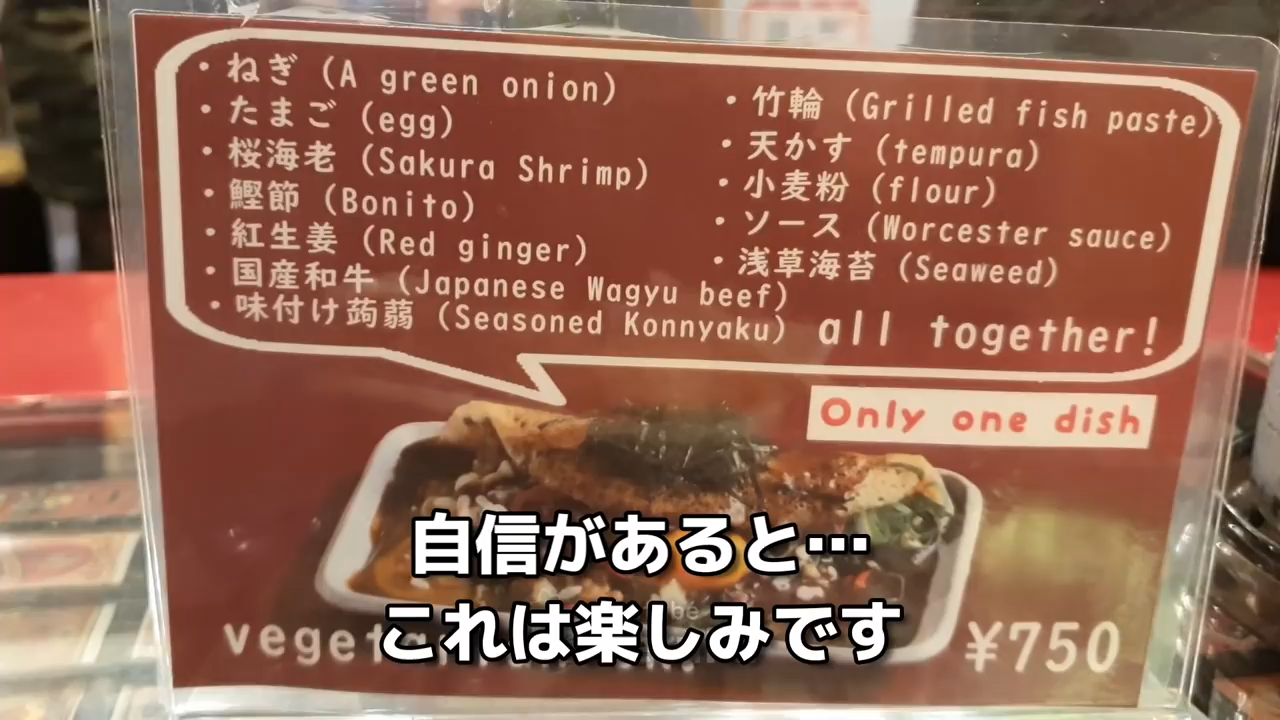 ・ねぎ (A green onion)
・たまご (egg)
・桜海老 (Sakura Shrimp)
・鰹節 (Bonito)
・紅生姜 (Red ginger)
・国産和牛 (Japanese Wagyu beef)
・味付け蒟蒻 (Seasoned Konnyaku)
・竹輪 (Grilled fish paste)
・天かす (tempura)
・小麦粉 (flour)
・ソース (Worcester sauce)
・浅草海苔 (Seaweed)
all together!
Only one dish
自信があると…
これは楽しみです
¥750